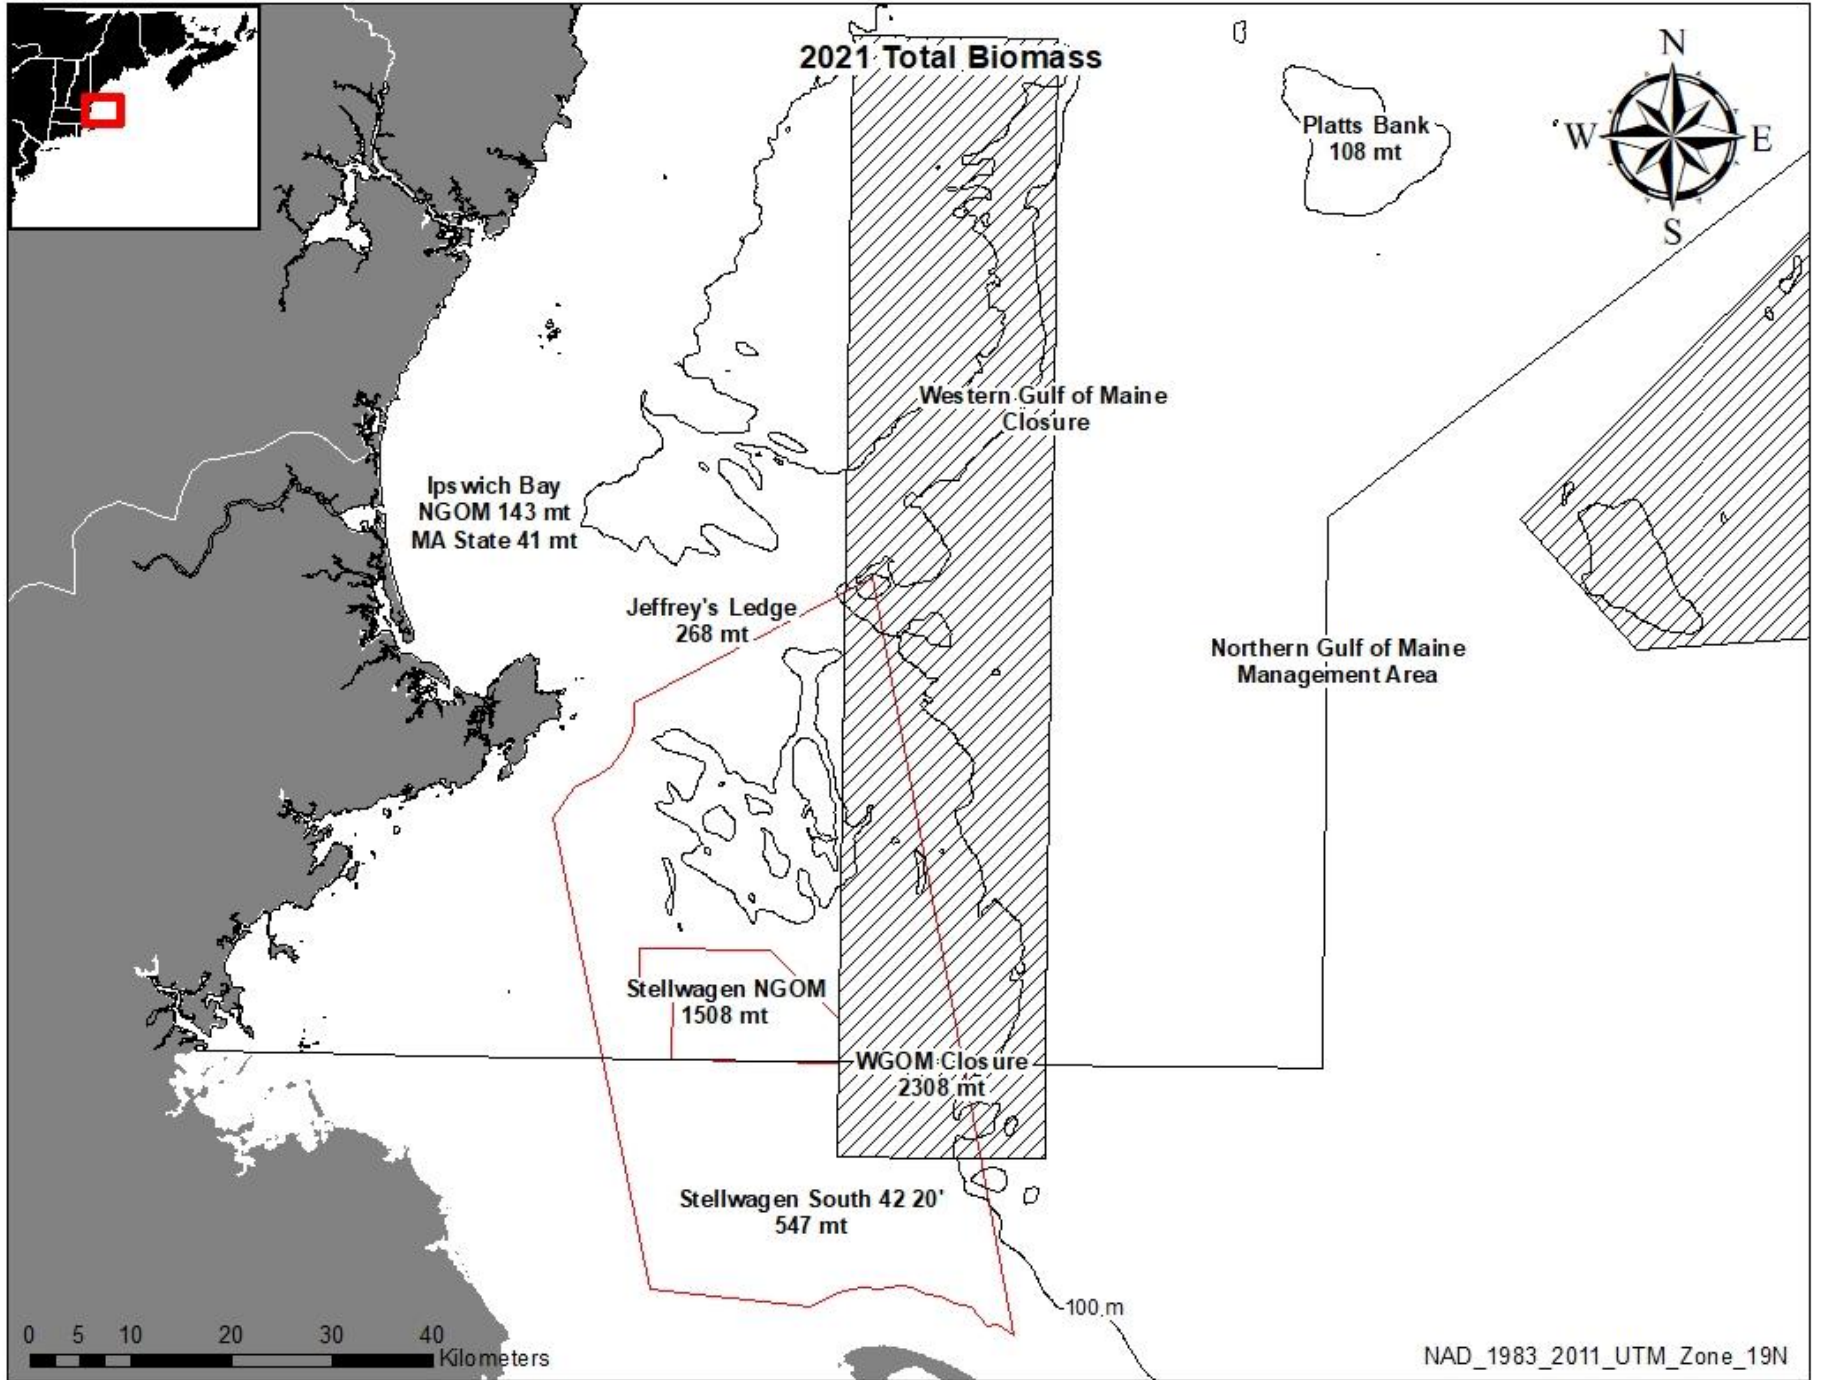 2021 Total Biomass
N
W
E
S
Platts Bank
108 mt
Western Gulf of Maine
Closure
Ipswich Bay
NGOM 143 mt
MA State 41 mt
Jeffrey's Ledge
268 mt
Northern Gulf of Maine
Management Area
Stellwagen NGOM
1508 mt
WGOM Closure
2308 mt
Stellwagen South 42 20'
547 mt
100 m
0 5 10 20 30 40
Kilometers
NAD_1983_2011_UTM_Zone_19N